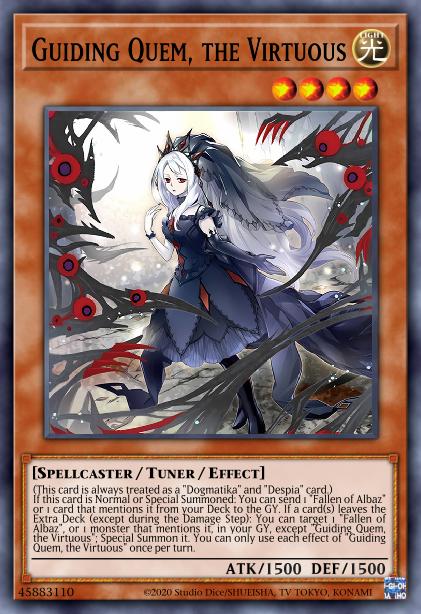 Guiding Quem, the Virtuous
LIGHT
光
[Spellcaster / Tuner / Effect]
(This card is always treated as a "Dogmatika" and "Despia" card.)
If this card is Normal or Special Summoned: You can send 1 "Fallen of Albaz"
or 1 card that mentions it from your Deck to the GY. If a card(s) leaves the
Extra Deck (except during the Damage Step): You can target 1 "Fallen of
Albaz", or 1 monster that mentions it, in your GY, except "Guiding Quem,
the Virtuous"; Special Summon it. You can only use each effect of "Guiding
Quem, the Virtuous" once per turn.
ATK/1500 DEF/1500
45883110
©2020 Studio Dice/SHUEISHA, TV TOKYO, KONAMI